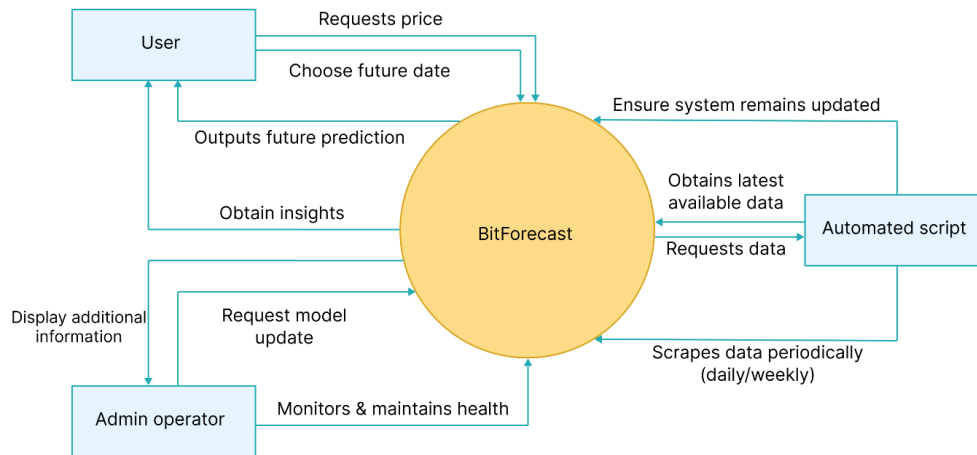 Requests price
User
Choose future date
Ensure system remains updated
Outputs future prediction
Obtains latest
available data
Obtain insights
BitForecast
Automated script
Requests data
Display additional
information
Request model
update
Scrapes data periodically
(daily/weekly)
Admin operator
Monitors & maintains health